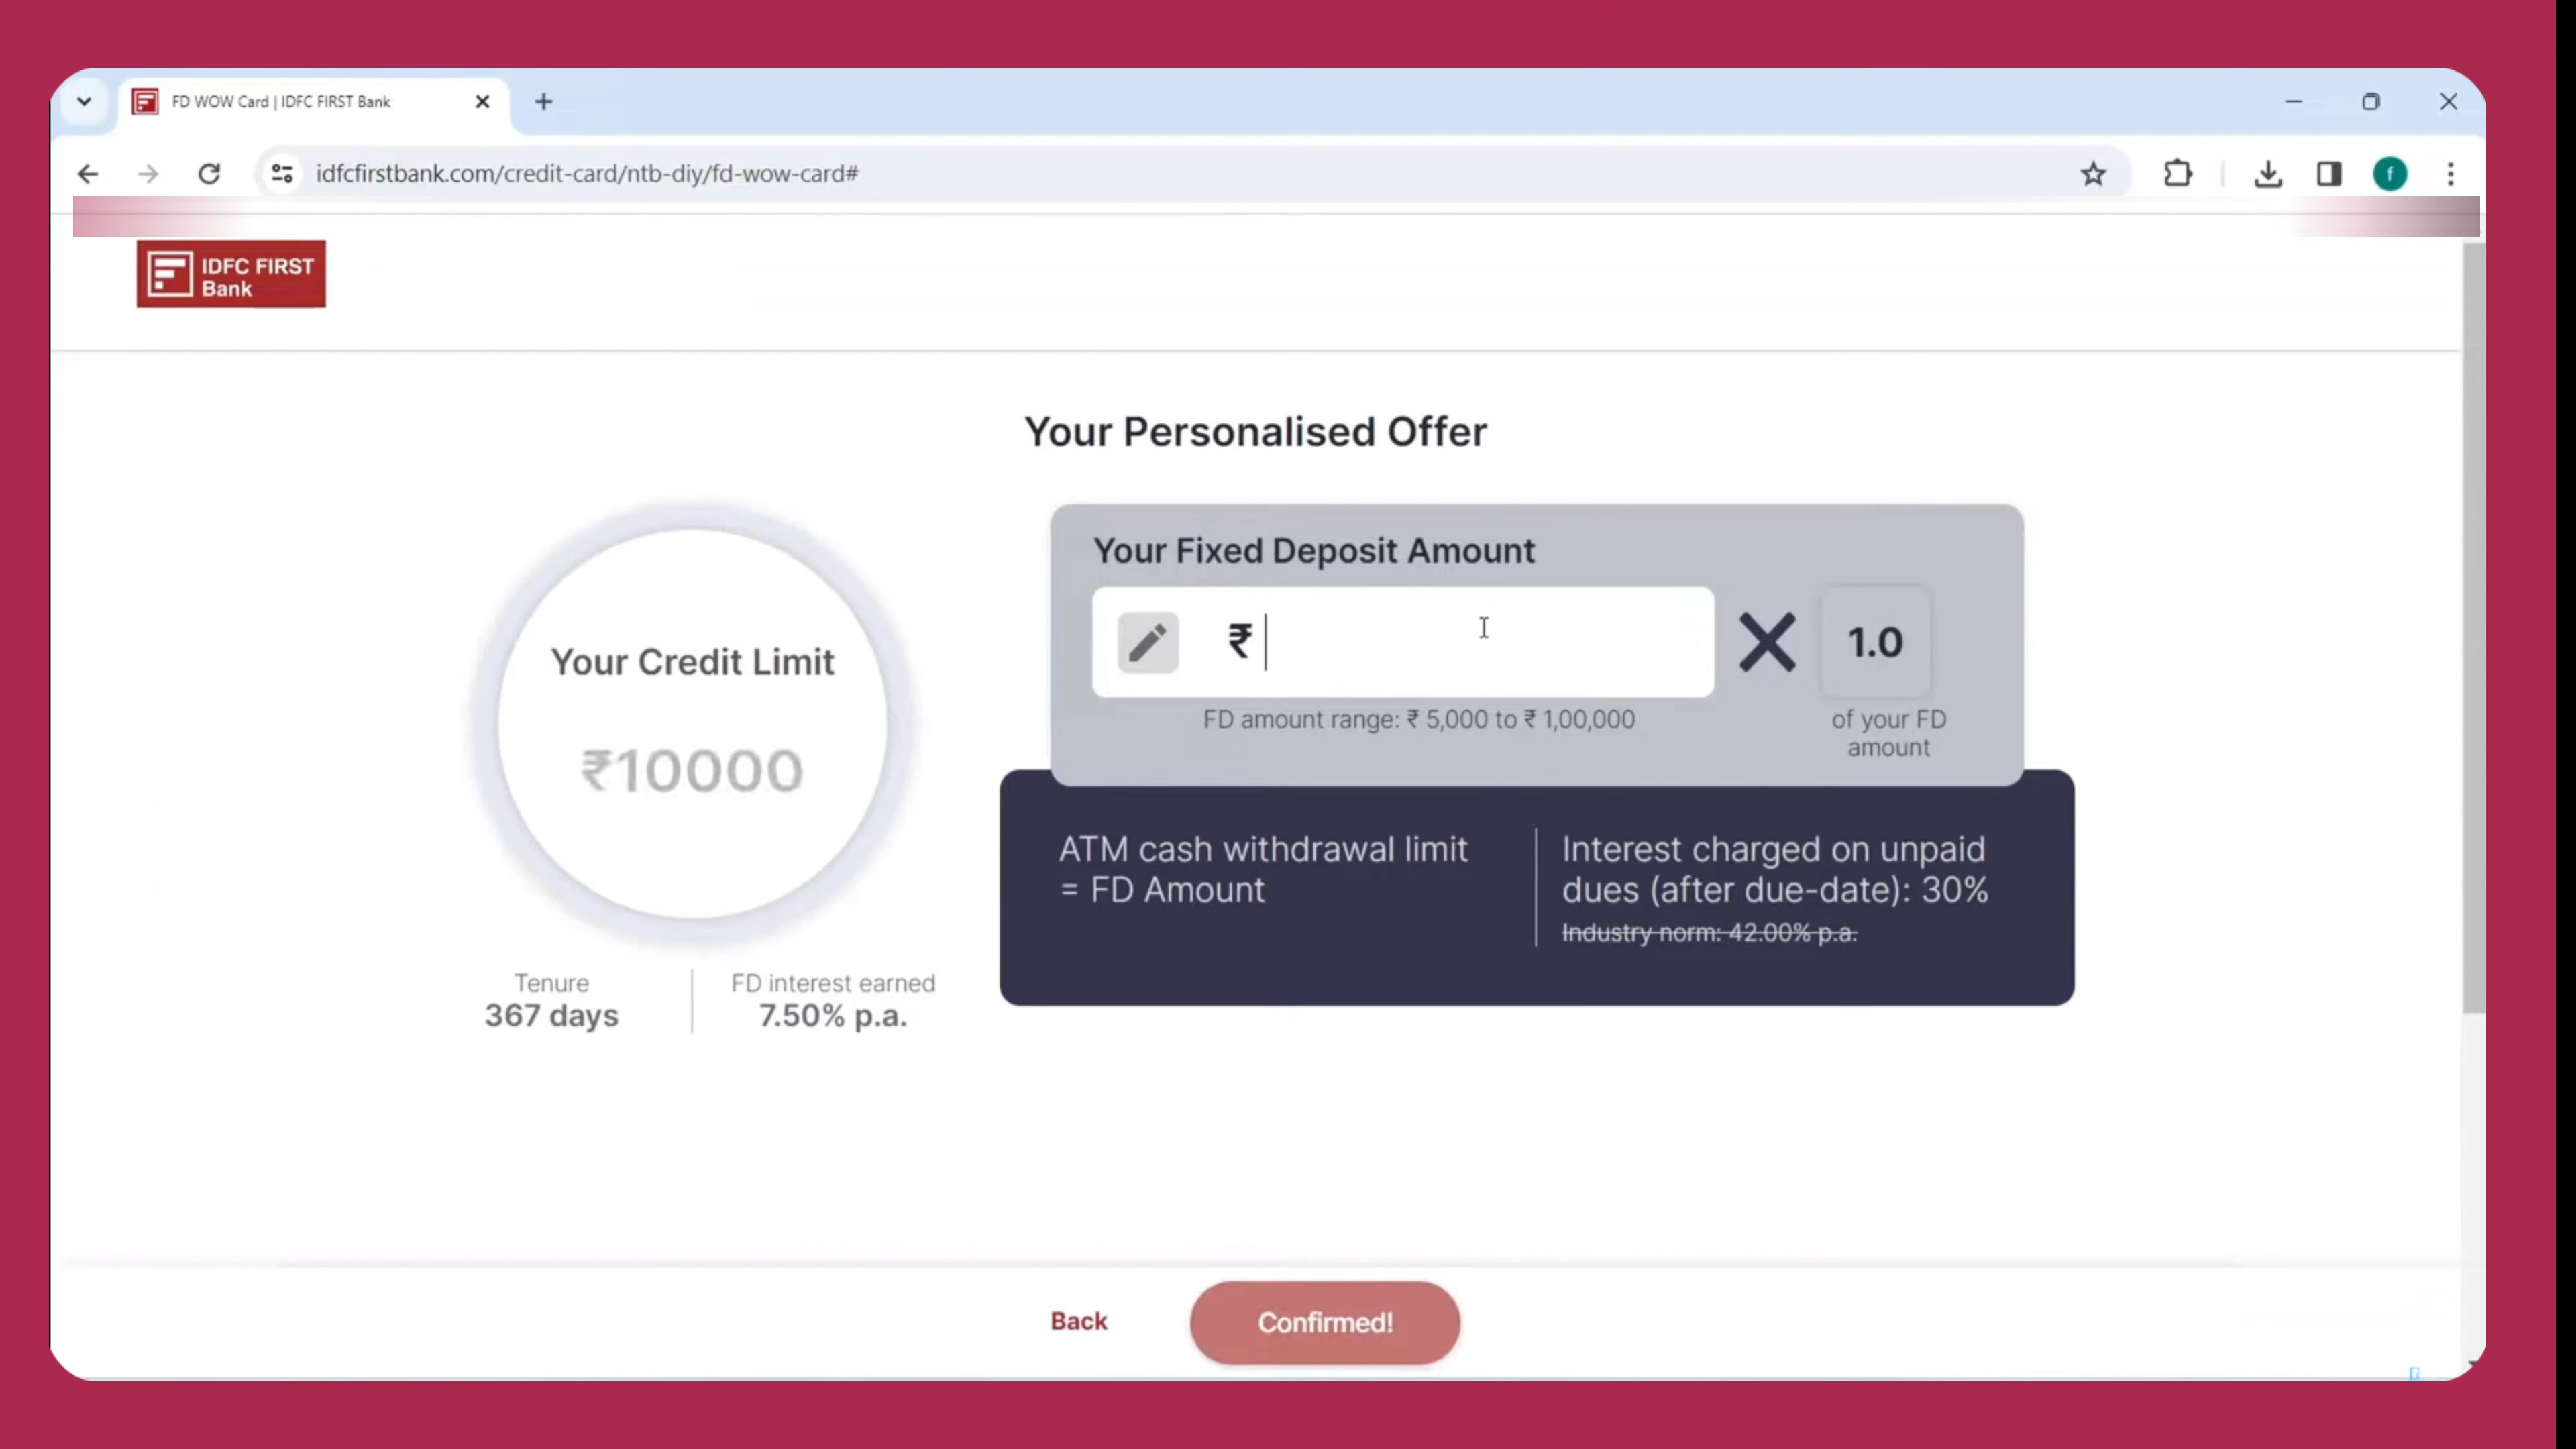 FD WOW Card | IDFC FIRST Bank
idfcfirstbank.com/credit-card/ntb-diy/fd-wow-card#
f
IDFC FIRST
Bank
Your Personalised Offer
Your Credit Limit
₹10000
Tenure
367 days
FD interest earned
7.50% p.a.
Your Fixed Deposit Amount
₹
FD amount range: ₹ 5,000 to ₹ 1,00,000
1.0
of your FD
amount
ATM cash withdrawal limit
= FD Amount
Interest charged on unpaid
dues (after due-date): 30%
Industry norm: 42.00% p.a.
Back
Confirmed!